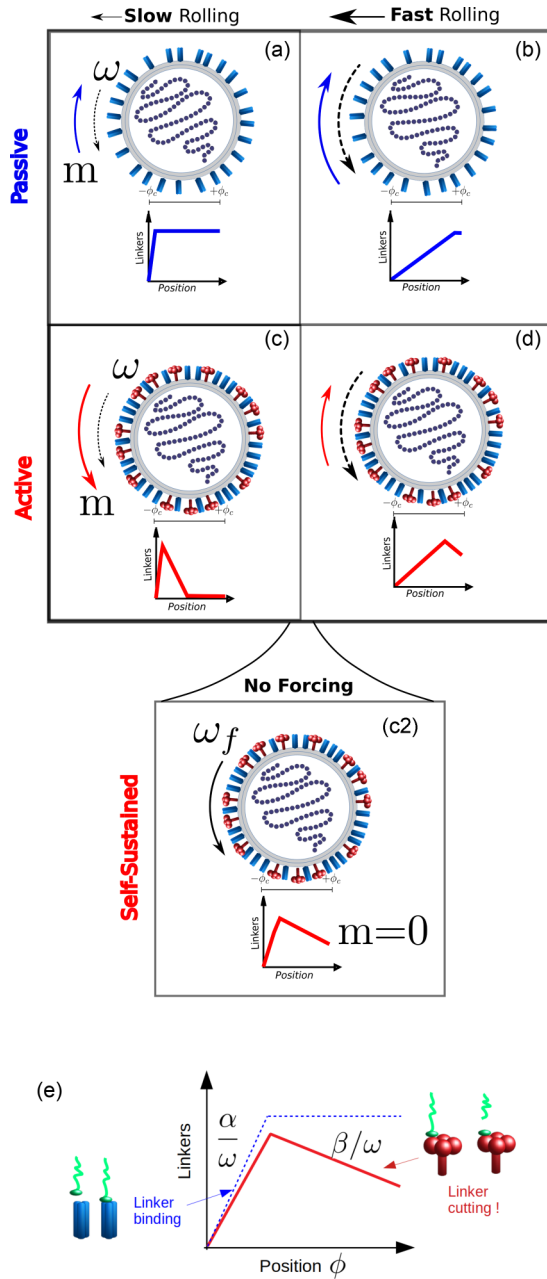 Slow Rolling
Fast Rolling
Passive
(a)
ω
m
−ϕc +ϕc
Linkers
Position
(b)
−ϕc +ϕc
Linkers
Position
Active
(c)
ω
m
−ϕc +ϕc
Linkers
Position
(d)
−ϕc +ϕc
Linkers
Position
No Forcing
Self-Sustained
(c2)
ωf
−ϕc +ϕc
Linkers
Position
m=0
(e)
Linkers
α/ω
β/ω
Linker
binding
Linker
cutting !
Position ϕ